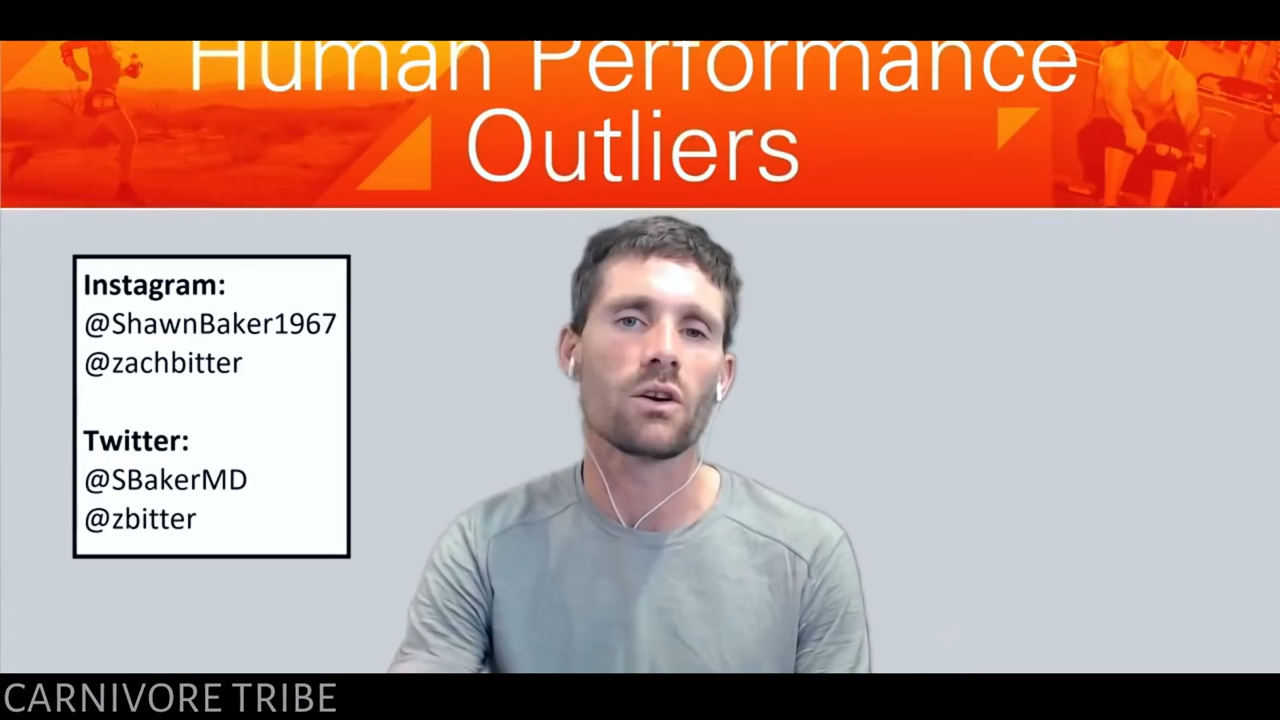 Human Performance
Outliers
Instagram:
@ShawnBaker1967
@zachbitter
Twitter:
@SBakerMD
@zbitter
CARNIVORE TRIBE